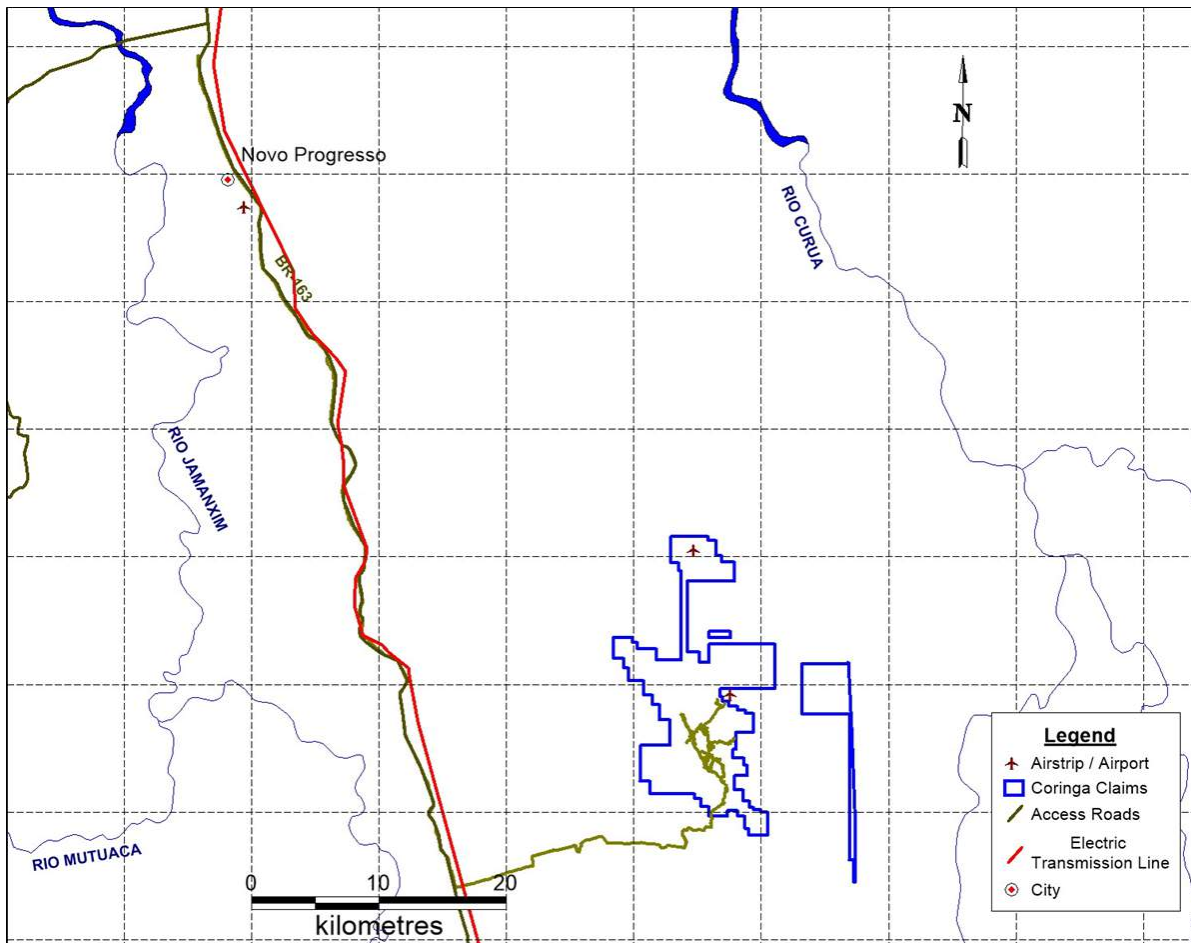 N
Novo Progresso
RIO CURUA
BR-163
RIO JAMANXIM
Legend
Airstrip / Airport
Coringa Claims
Access Roads
Electric
Transmission Line
City
RIO MUTUACA
0 10 20
kilometres